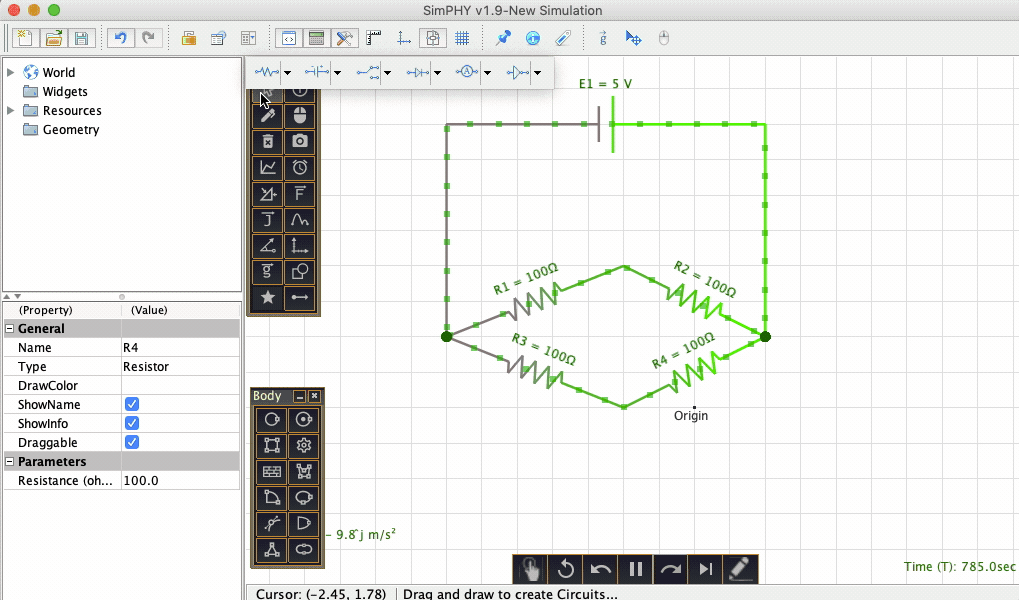 SimPHY v1.9-New Simulation
World
Widgets
Resources
Geometry
E1 = 5 V
R1 = 100Ω
R2 = 100Ω
R3 = 100Ω
R4 = 100Ω
Origin
(Property) (Value)
General
Name R4
Type Resistor
DrawColor
ShowName
ShowInfo
Draggable
Parameters
Resistance (oh... 100.0
Body
- 9.8ĵ m/s²
Time (T): 785.0sec
Cursor: (-2.45, 1.78) Drag and draw to create Circuits...